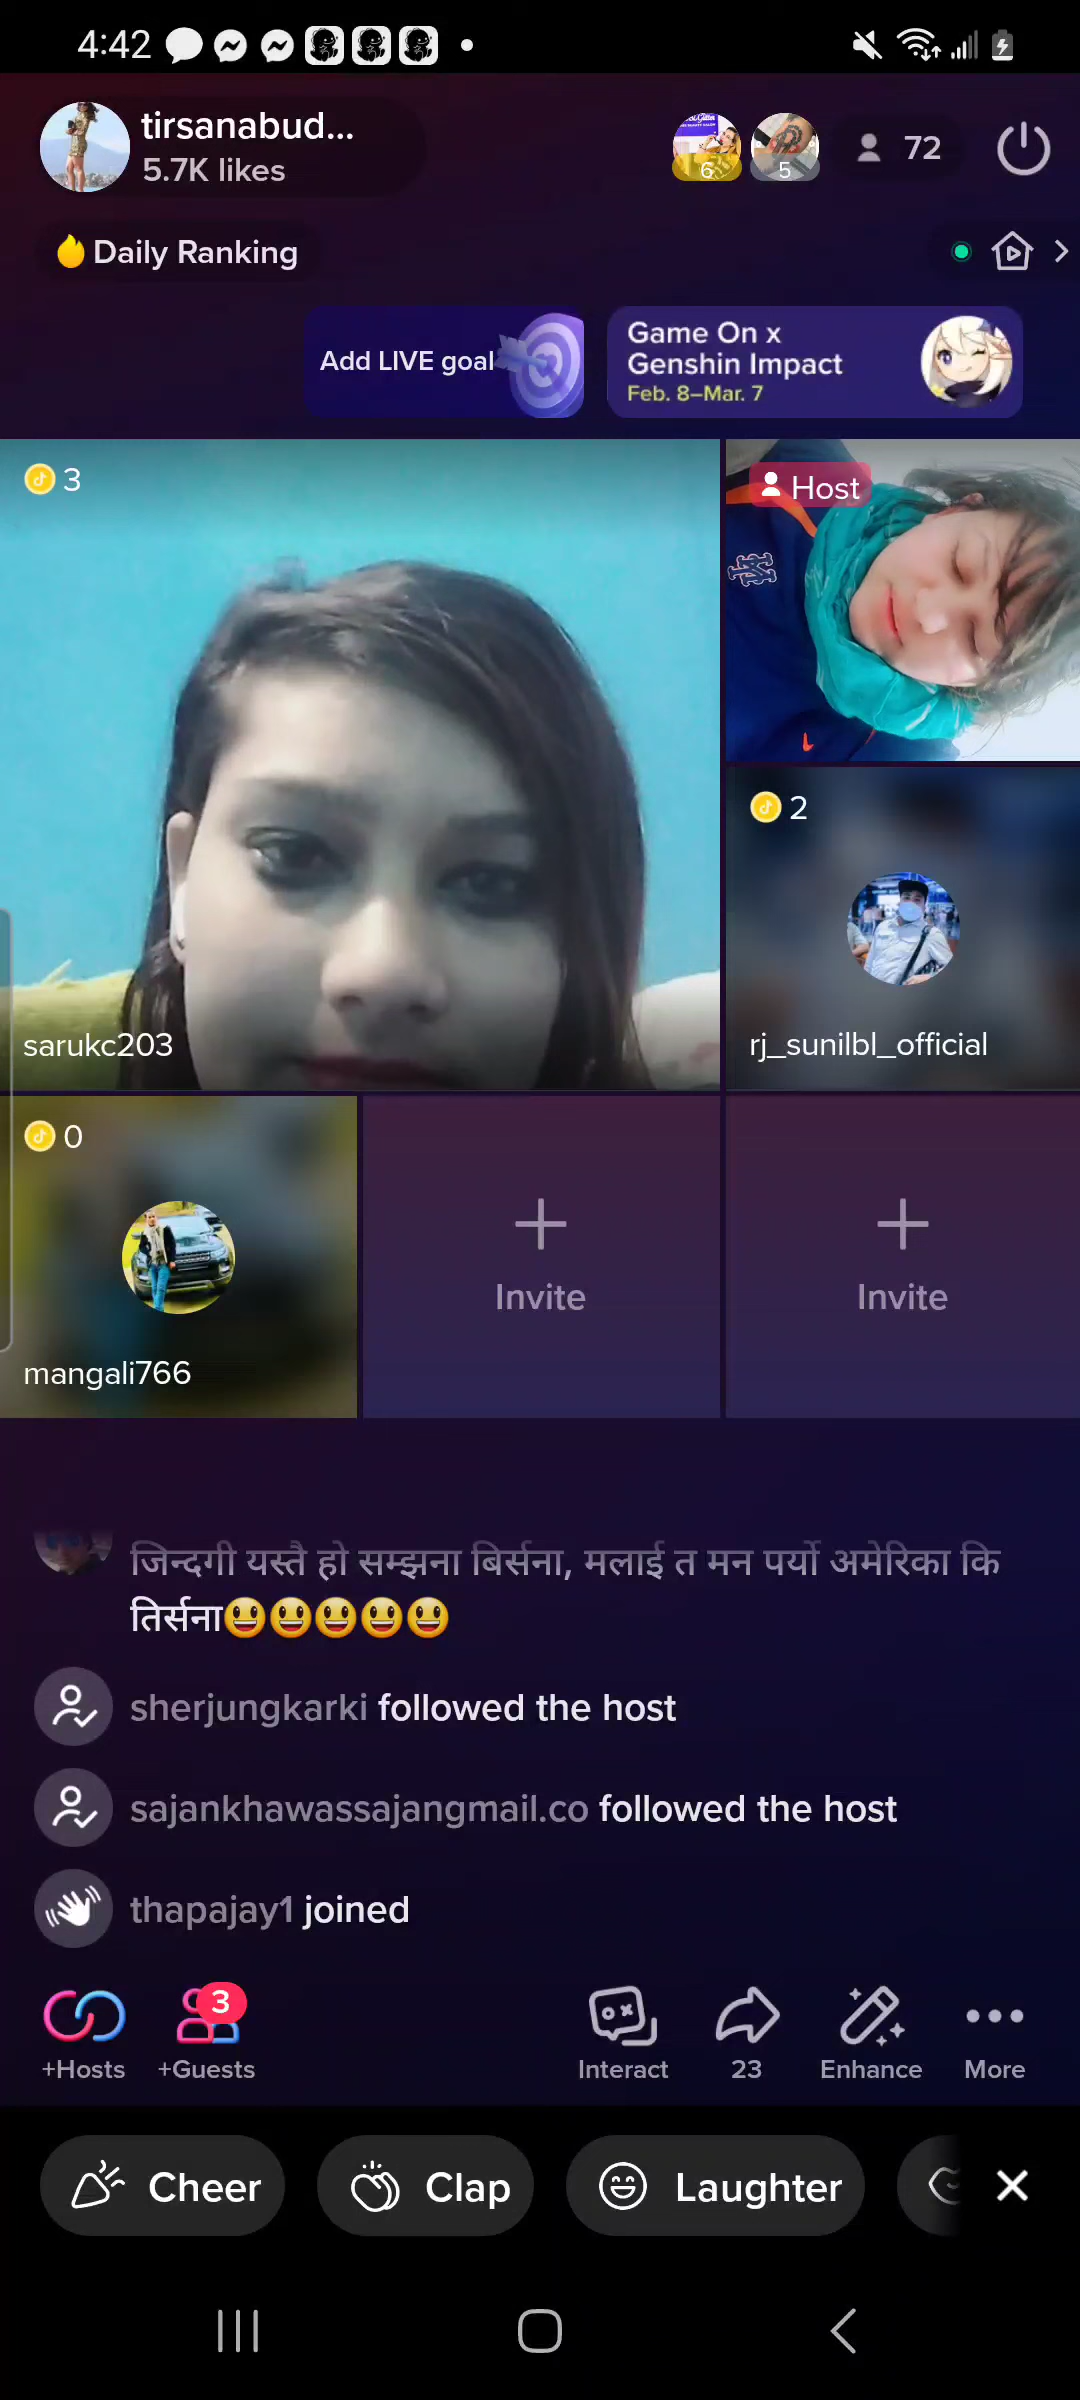 4:42
tirsanabud...
5.7K likes
6
5
72
Daily Ranking
Add LIVE goal
Game On x
Genshin Impact
Feb. 8–Mar. 7
3
Host
2
sarukc203
rj_sunilbl_official
0
Invite
Invite
mangali766
जिन्दगी यस्तै हो सम्झना बिर्सना, मलाई त मन पर्यो अमेरिका कि
तिर्सना😃😃😃😃😃
sherjungkarki followed the host
sajankhawassajangmail.co followed the host
thapajay1 joined
3
+Hosts
+Guests
Interact
23
Enhance
More
Cheer
Clap
Laughter